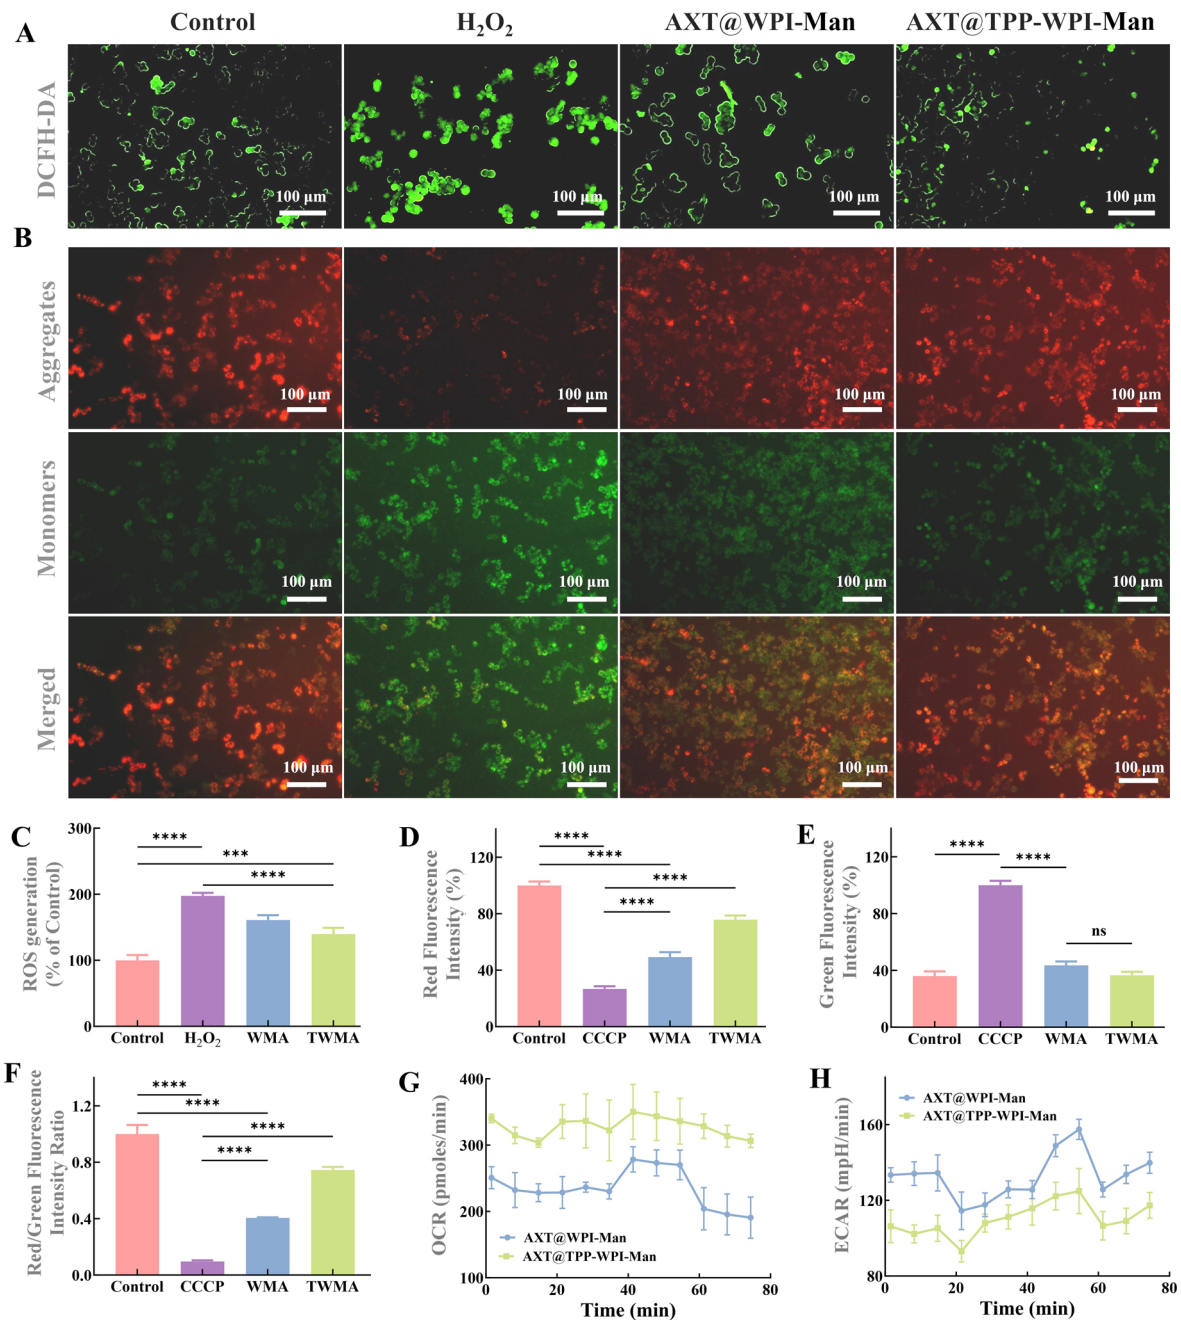 A
Control
H₂O₂
AXT@WPI-Man
AXT@TPP-WPI-Man
DCFH-DA
100 μm
100 μm
100 μm
100 μm
B
Aggregates
100 μm
100 μm
100 μm
100 μm
Monomers
100 μm
100 μm
100 μm
100 μm
Merged
100 μm
100 μm
100 μm
100 μm
C
ROS generation
(% of Control)
300
200
100
0
****
***
****
Control
H₂O₂
WMA
TWMA
D
Red Fluorescence
Intensity (%)
120
80
40
0
****
****
****
****
Control
CCCP
WMA
TWMA
E
Green Fluorescence
Intensity (%)
120
80
40
0
****
****
ns
Control
CCCP
WMA
TWMA
F
Red/Green Fluorescence
Intensity Ratio
1.2
0.8
0.4
0.0
****
****
****
****
Control
CCCP
WMA
TWMA
G
OCR (pmoles/min)
400
300
200
100
AXT@WPI-Man
AXT@TPP-WPI-Man
0
20
40
60
80
Time (min)
H
ECAR (mpH/min)
160
120
80
AXT@WPI-Man
AXT@TPP-WPI-Man
0
20
40
60
80
Time (min)